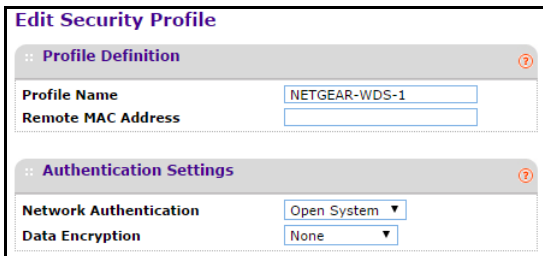 Edit Security Profile
:: Profile Definition ?
Profile Name NETGEAR-WDS-1
Remote MAC Address
:: Authentication Settings ?
Network Authentication Open System ▼
Data Encryption None ▼